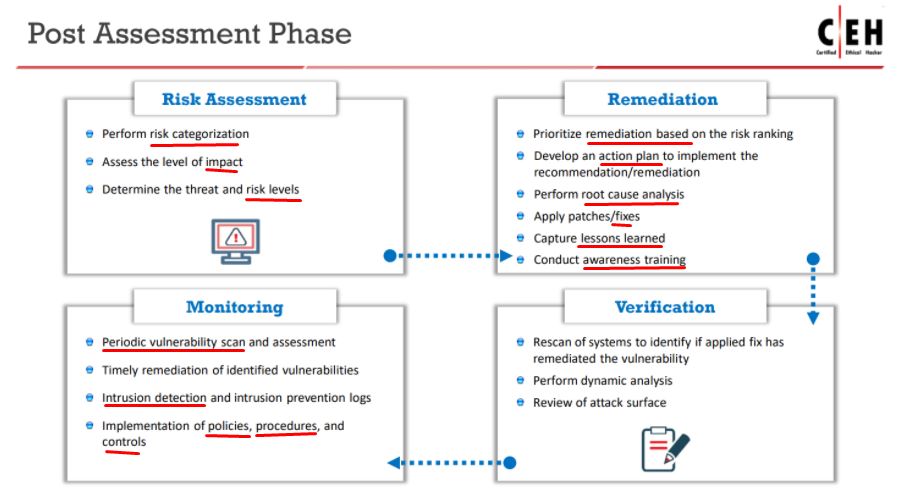 Post Assessment Phase
C|EH
Certified Ethical Hacker
Risk Assessment
Perform risk categorization
Assess the level of impact
Determine the threat and risk levels
Remediation
Prioritize remediation based on the risk ranking
Develop an action plan to implement the
recommendation/remediation
Perform root cause analysis
Apply patches/fixes
Capture lessons learned
Conduct awareness training
Monitoring
Periodic vulnerability scan and assessment
Timely remediation of identified vulnerabilities
Intrusion detection and intrusion prevention logs
Implementation of policies, procedures, and
controls
Verification
Rescan of systems to identify if applied fix has
remediated the vulnerability
Perform dynamic analysis
Review of attack surface